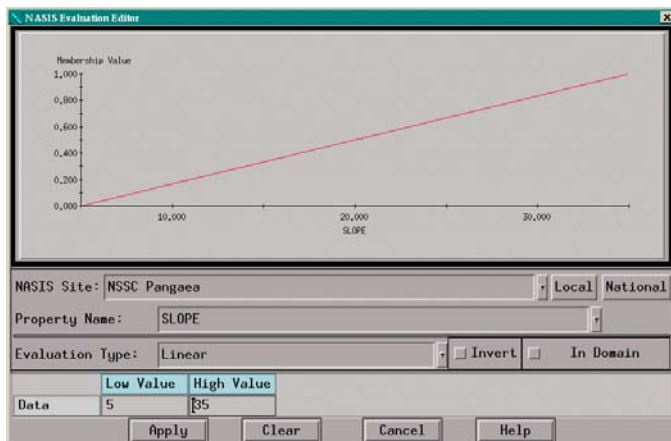 NASIS Evaluation Editor
Membership Value
1.000
0.800
0.600
0.400
0.200
0.000
10.000 20.000 30.000
SLOPE
NASIS Site: NSSC Pangaea Local National
Property Name: SLOPE
Evaluation Type: Linear Invert In Domain
Low Value High Value
Data 5 35
Apply Clear Cancel Help